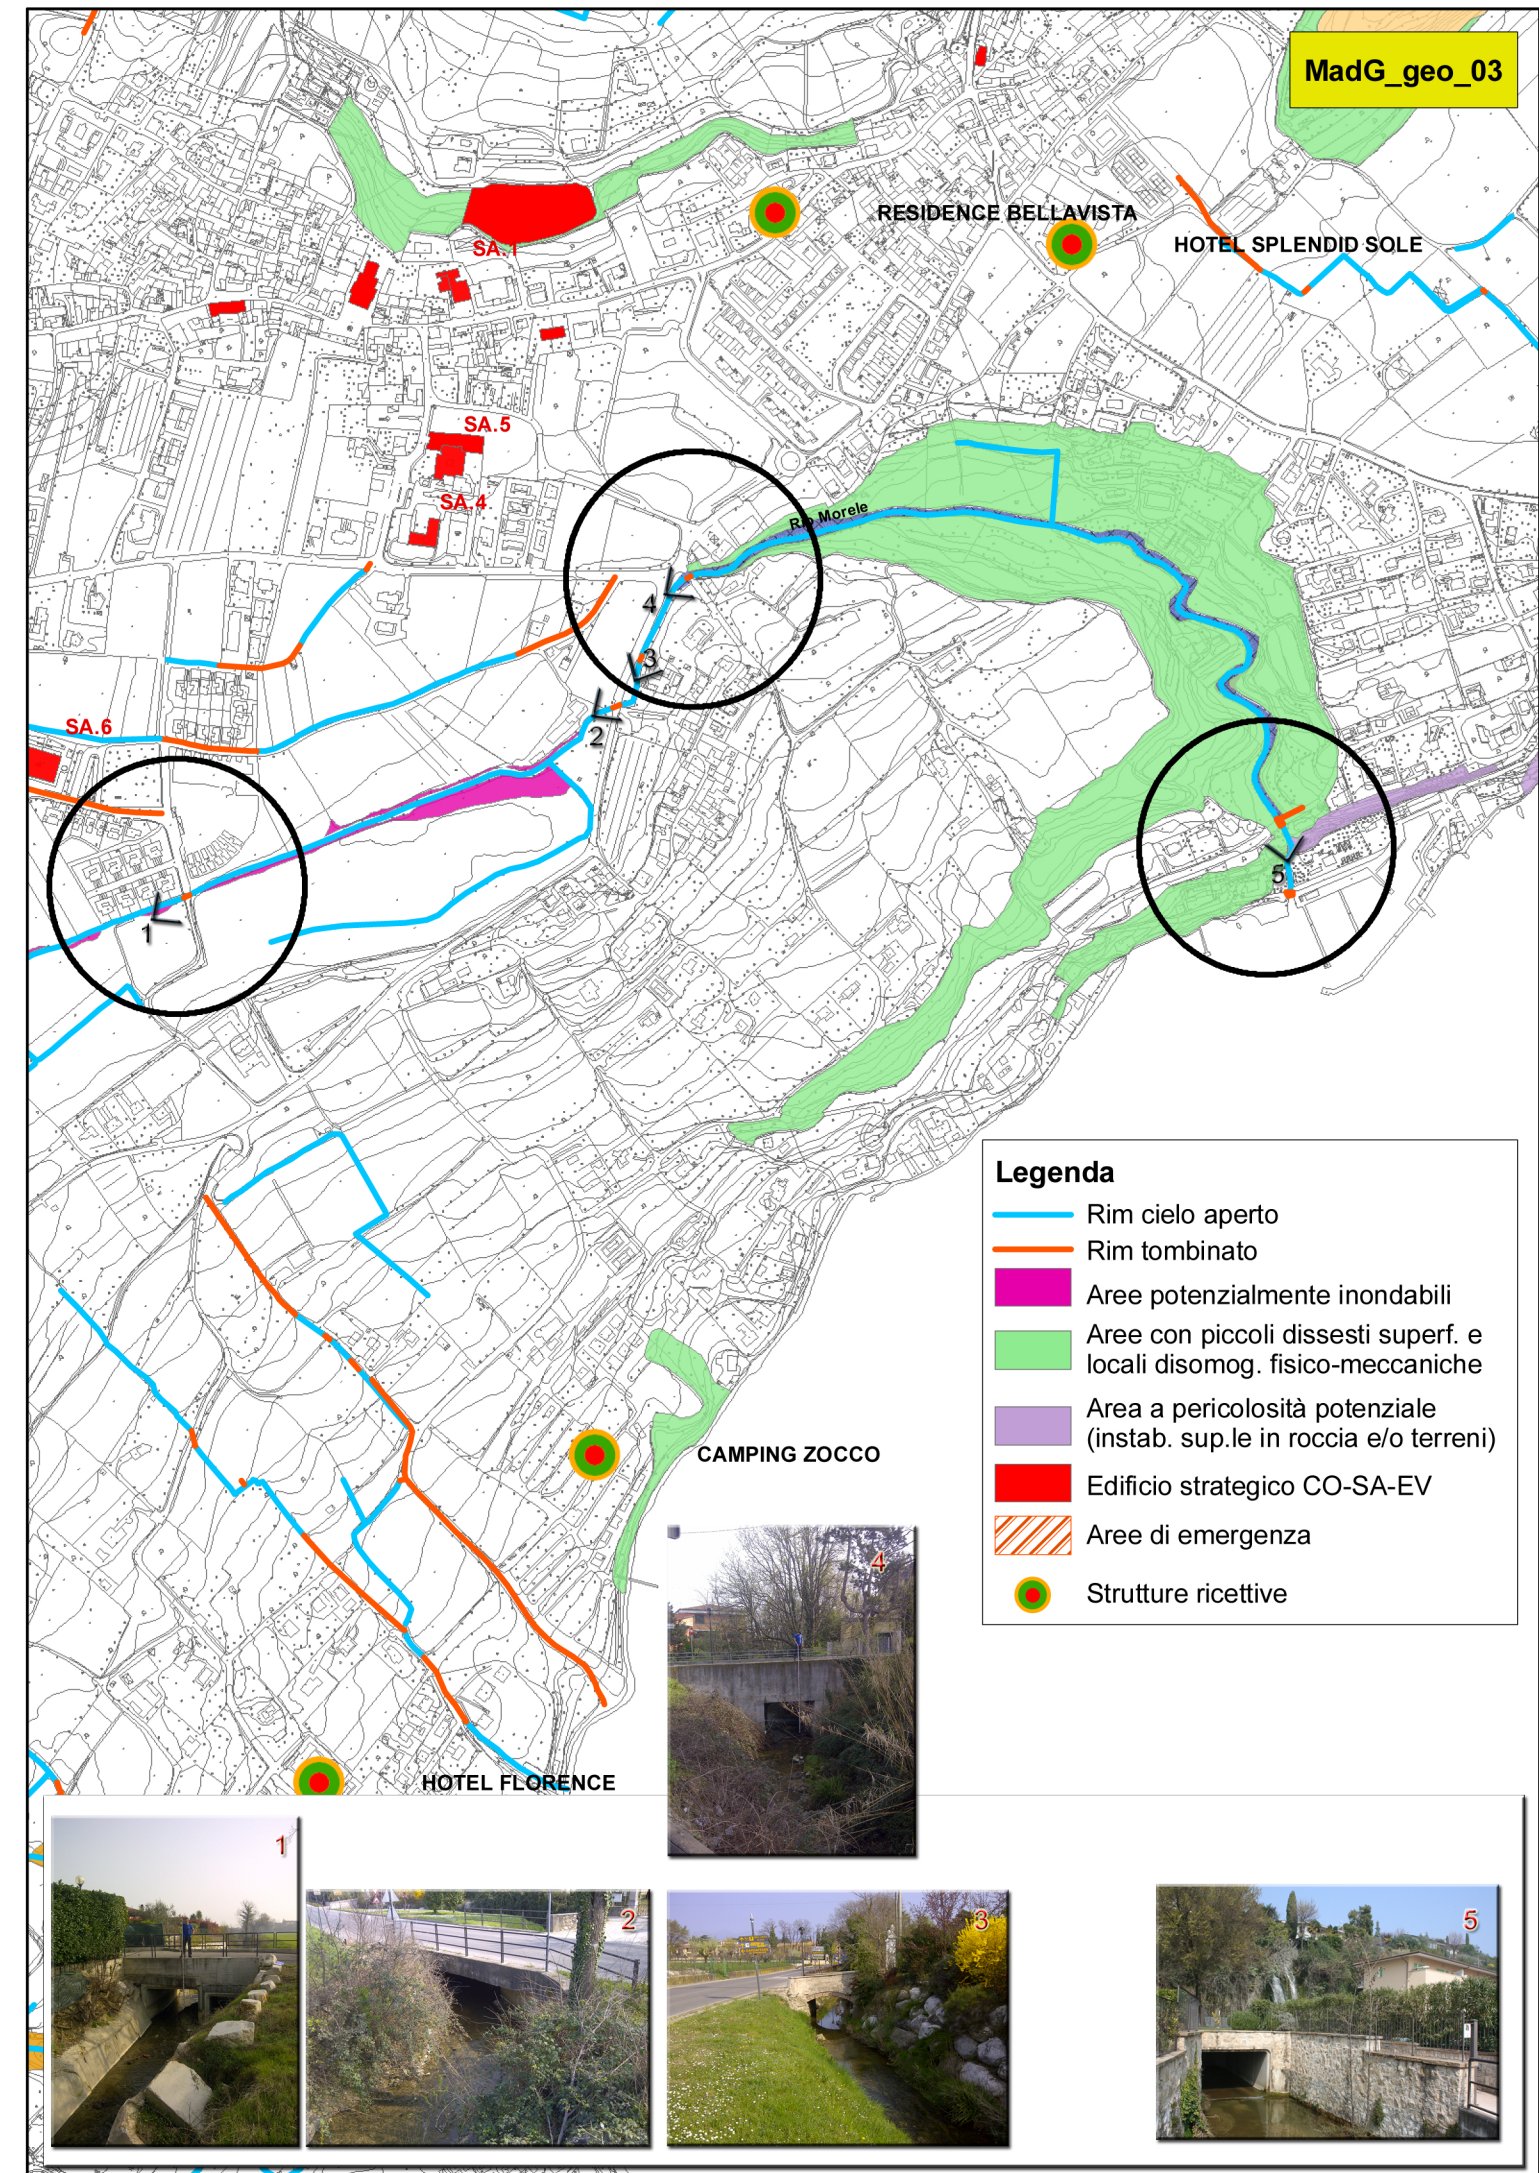 MadG_geo_03
RESIDENCE BELLAVISTA
HOTEL SPLENDID SOLE
SA.1
SA.5
SA.4
Rio Morele
4
3
2
SA.6
1
5
Legenda
Rim cielo aperto
Rim tombinato
Aree potenzialmente inondabili
Aree con piccoli dissesti superf. e
locali disomog. fisico-meccaniche
Area a pericolosità potenziale
(instab. sup.le in roccia e/o terreni)
Edificio strategico CO-SA-EV
Aree di emergenza
Strutture ricettive
CAMPING ZOCCO
HOTEL FLORENCE
4
1
2
3
5